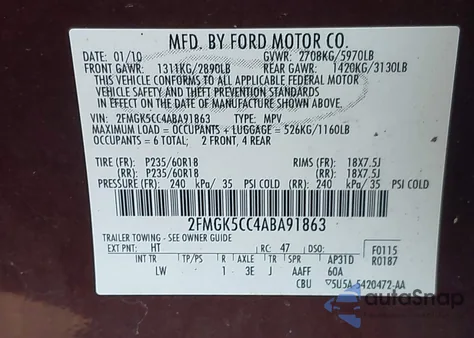 MFD. BY FORD MOTOR CO.
DATE: 01/10 GVWR: 2708KG/5970LB
FRONT GAWR: 1311KG/2890LB REAR GAWR: 1420KG/3130LB
THIS VEHICLE CONFORMS TO ALL APPLICABLE FEDERAL MOTOR
VEHICLE SAFETY AND THEFT PREVENTION STANDARDS
IN EFFECT ON THE DATE OF MANUFACTURE SHOWN ABOVE.
VIN: 2FMGK5CC4ABA91863 TYPE: MPV
MAXIMUM LOAD = OCCUPANTS + LUGGAGE = 526KG/1160LB
OCCUPANTS = 6 TOTAL; 2 FRONT, 4 REAR
TIRE (FR): P235/60R18 RIMS (FR): 18X7.5J
(RR): P235/60R18 (RR): 18X7.5J
PRESSURE (FR): 240 kPa/ 35 PSI COLD (RR): 240 kPa/ 35 PSI COLD
2FMGK5CC4ABA91863
TRAILER TOWING - SEE OWNER GUIDE
EXT PNT: HT RC: 47 DSO: F0115
INT TR TP/PS R AXLE TR SPR AP31D R0187
LW 1 3E J AAFF 60A
CBU 5U5A 5420472-AA
autoSnap